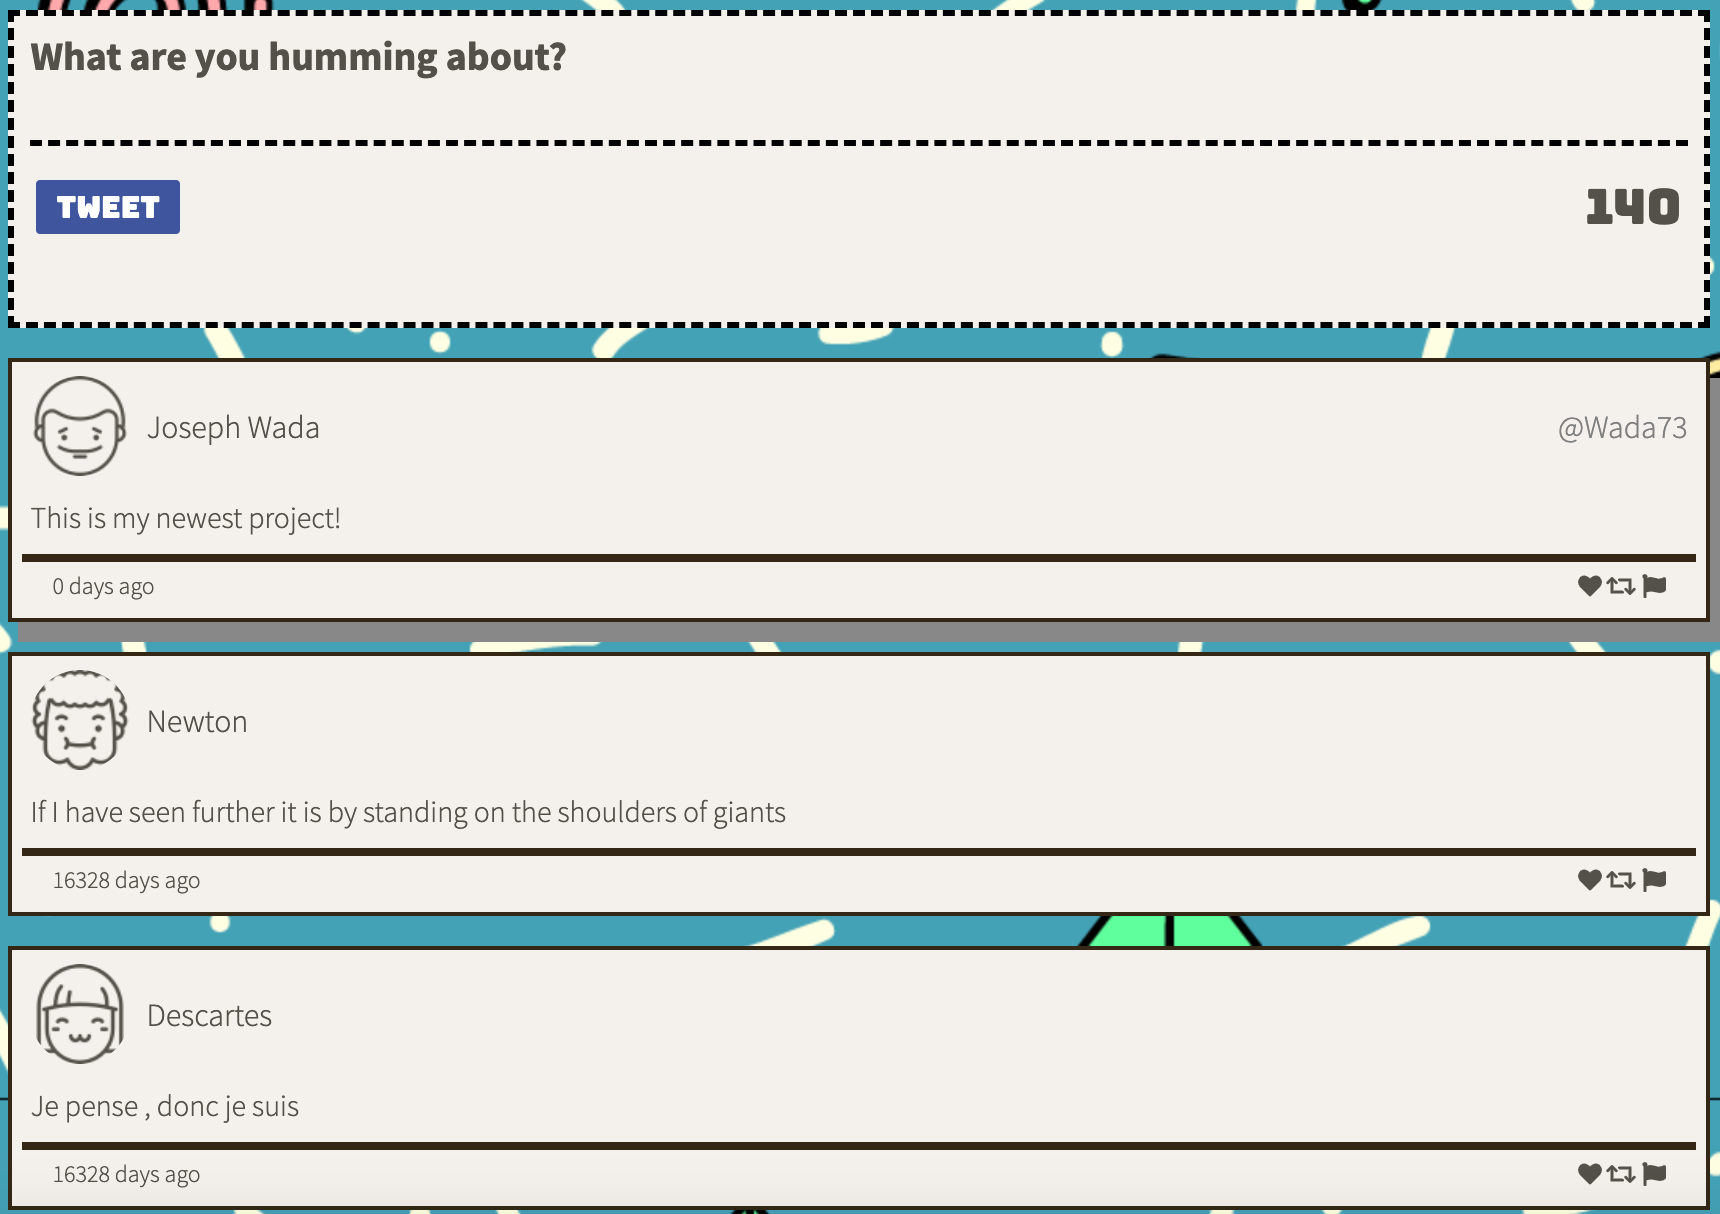 What are you humming about?
TWEET 140
Joseph Wada @Wada73
This is my newest project!
0 days ago
Newton
If I have seen further it is by standing on the shoulders of giants
16328 days ago
Descartes
Je pense , donc je suis
16328 days ago